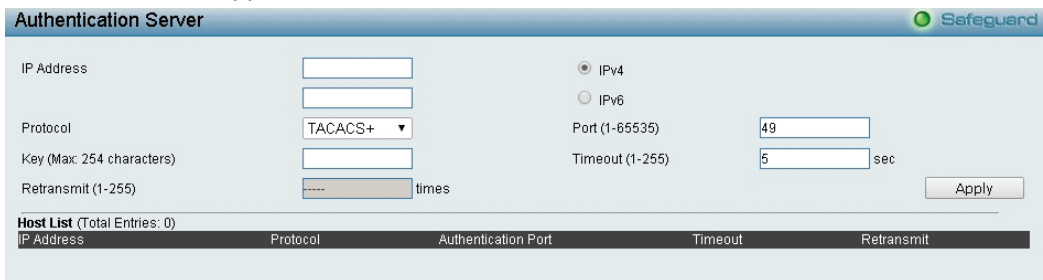 Authentication Server Safeguard
IP Address IPv4
IPv6
Protocol TACACS+ Port (1-65535) 49
Key (Max: 254 characters) Timeout (1-255) 5 sec
Retransmit (1-255) ----- times Apply
Host List (Total Entries: 0)
IP Address Protocol Authentication Port Timeout Retransmit